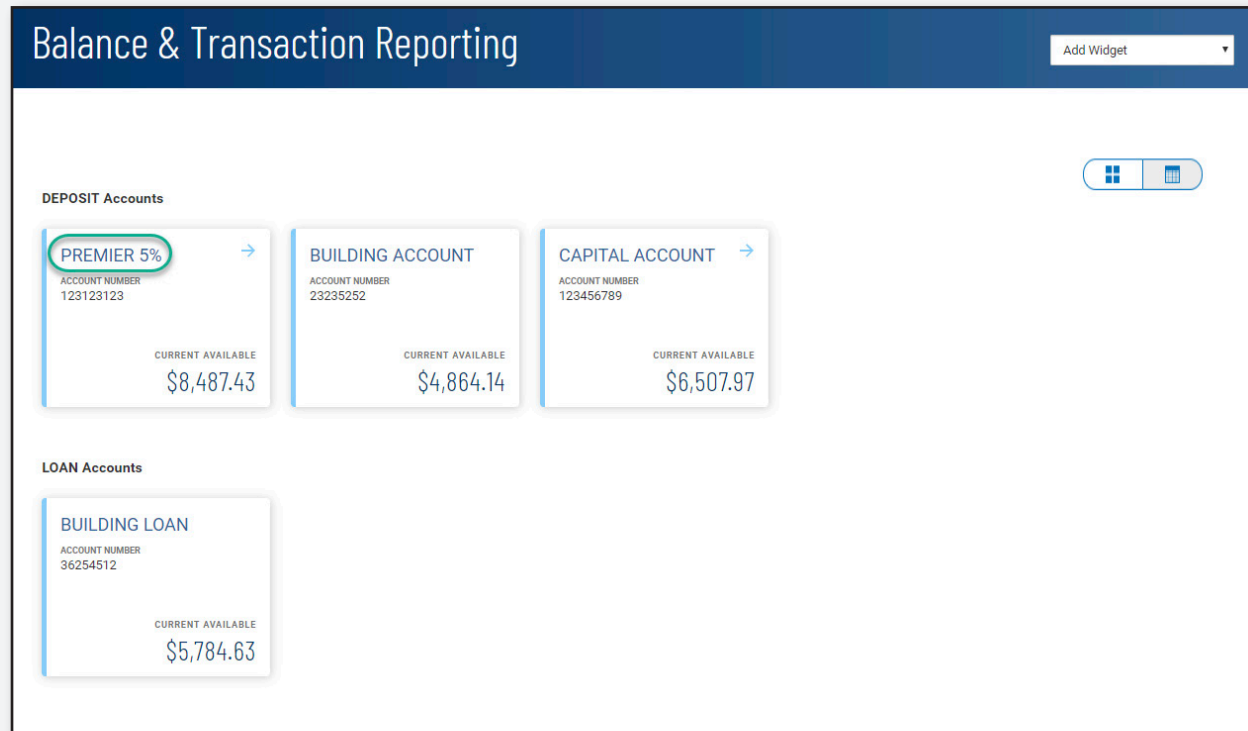 Balance & Transaction Reporting
Add Widget
DEPOSIT Accounts
PREMIER 5%
ACCOUNT NUMBER
123123123
CURRENT AVAILABLE
$8,487.43
BUILDING ACCOUNT
ACCOUNT NUMBER
23235252
CURRENT AVAILABLE
$4,864.14
CAPITAL ACCOUNT
ACCOUNT NUMBER
123456789
CURRENT AVAILABLE
$6,507.97
LOAN Accounts
BUILDING LOAN
ACCOUNT NUMBER
36254512
CURRENT AVAILABLE
$5,784.63